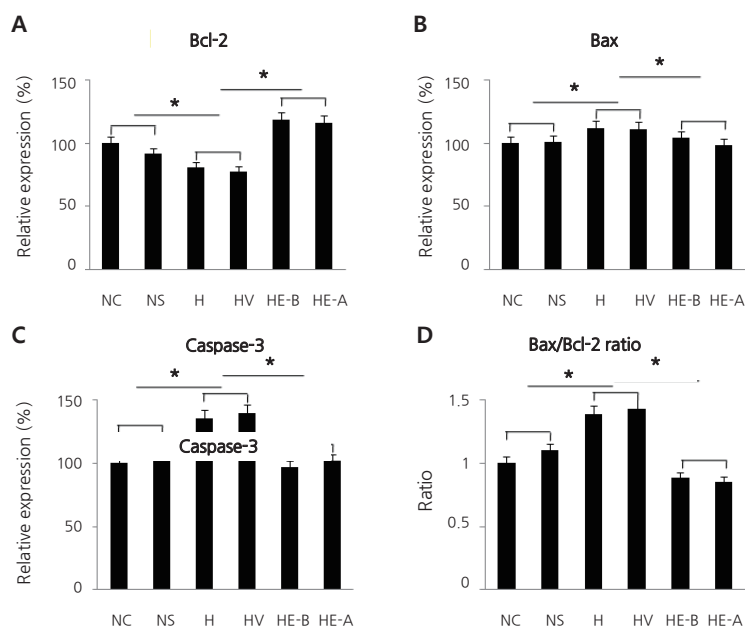 A
Bcl-2
Relative expression (%)
150
100
50
0
*
*
NC NS H HV HE-B HE-A
B
Bax
Relative expression (%)
150
100
50
0
*
*
NC NS H HV HE-B HE-A
C
Caspase-3
Relative expression (%)
150
100
50
0
*
*
Caspase-3
NC NS H HV HE-B HE-A
D
Bax/Bcl-2 ratio
Ratio
1.5
1
0.5
0
*
*
NC NS H HV HE-B HE-A